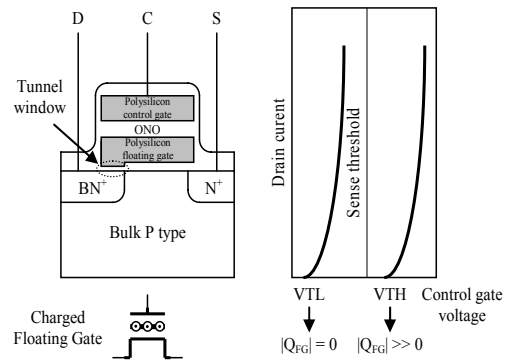 D
C
S
Tunnel
window
Polysilicon
control gate
ONO
Polysilicon
floating gate
BN+
N+
Bulk P type
Charged
Floating Gate
Drain curent
Sense threshold
VTL
VTH
Control gate
voltage
|QFG| = 0
|QFG| >> 0